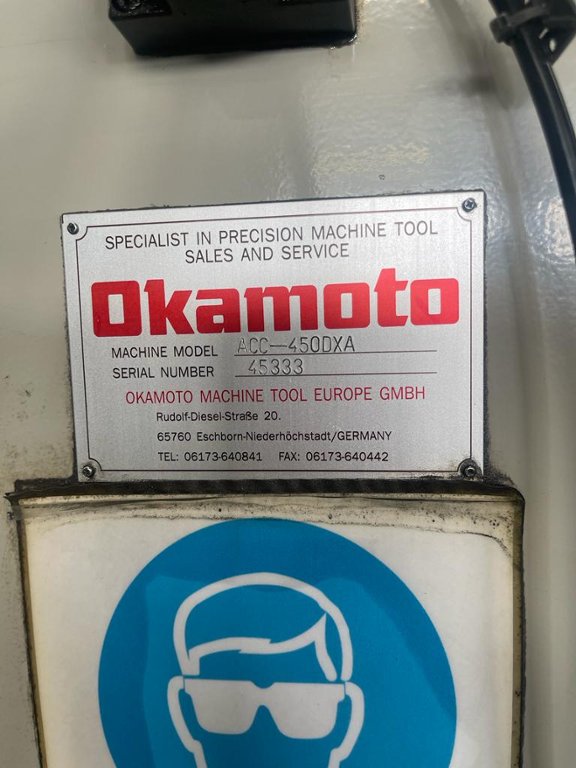 SPECIALIST IN PRECISION MACHINE TOOL
SALES AND SERVICE
Okamoto
MACHINE MODEL ACC-450DXA
SERIAL NUMBER 45333
OKAMOTO MACHINE TOOL EUROPE GMBH
Rudolf-Diesel-Straße 20.
65760 Eschborn-Niederhöchstadt/GERMANY
TEL: 06173-640841 FAX: 06173-640442